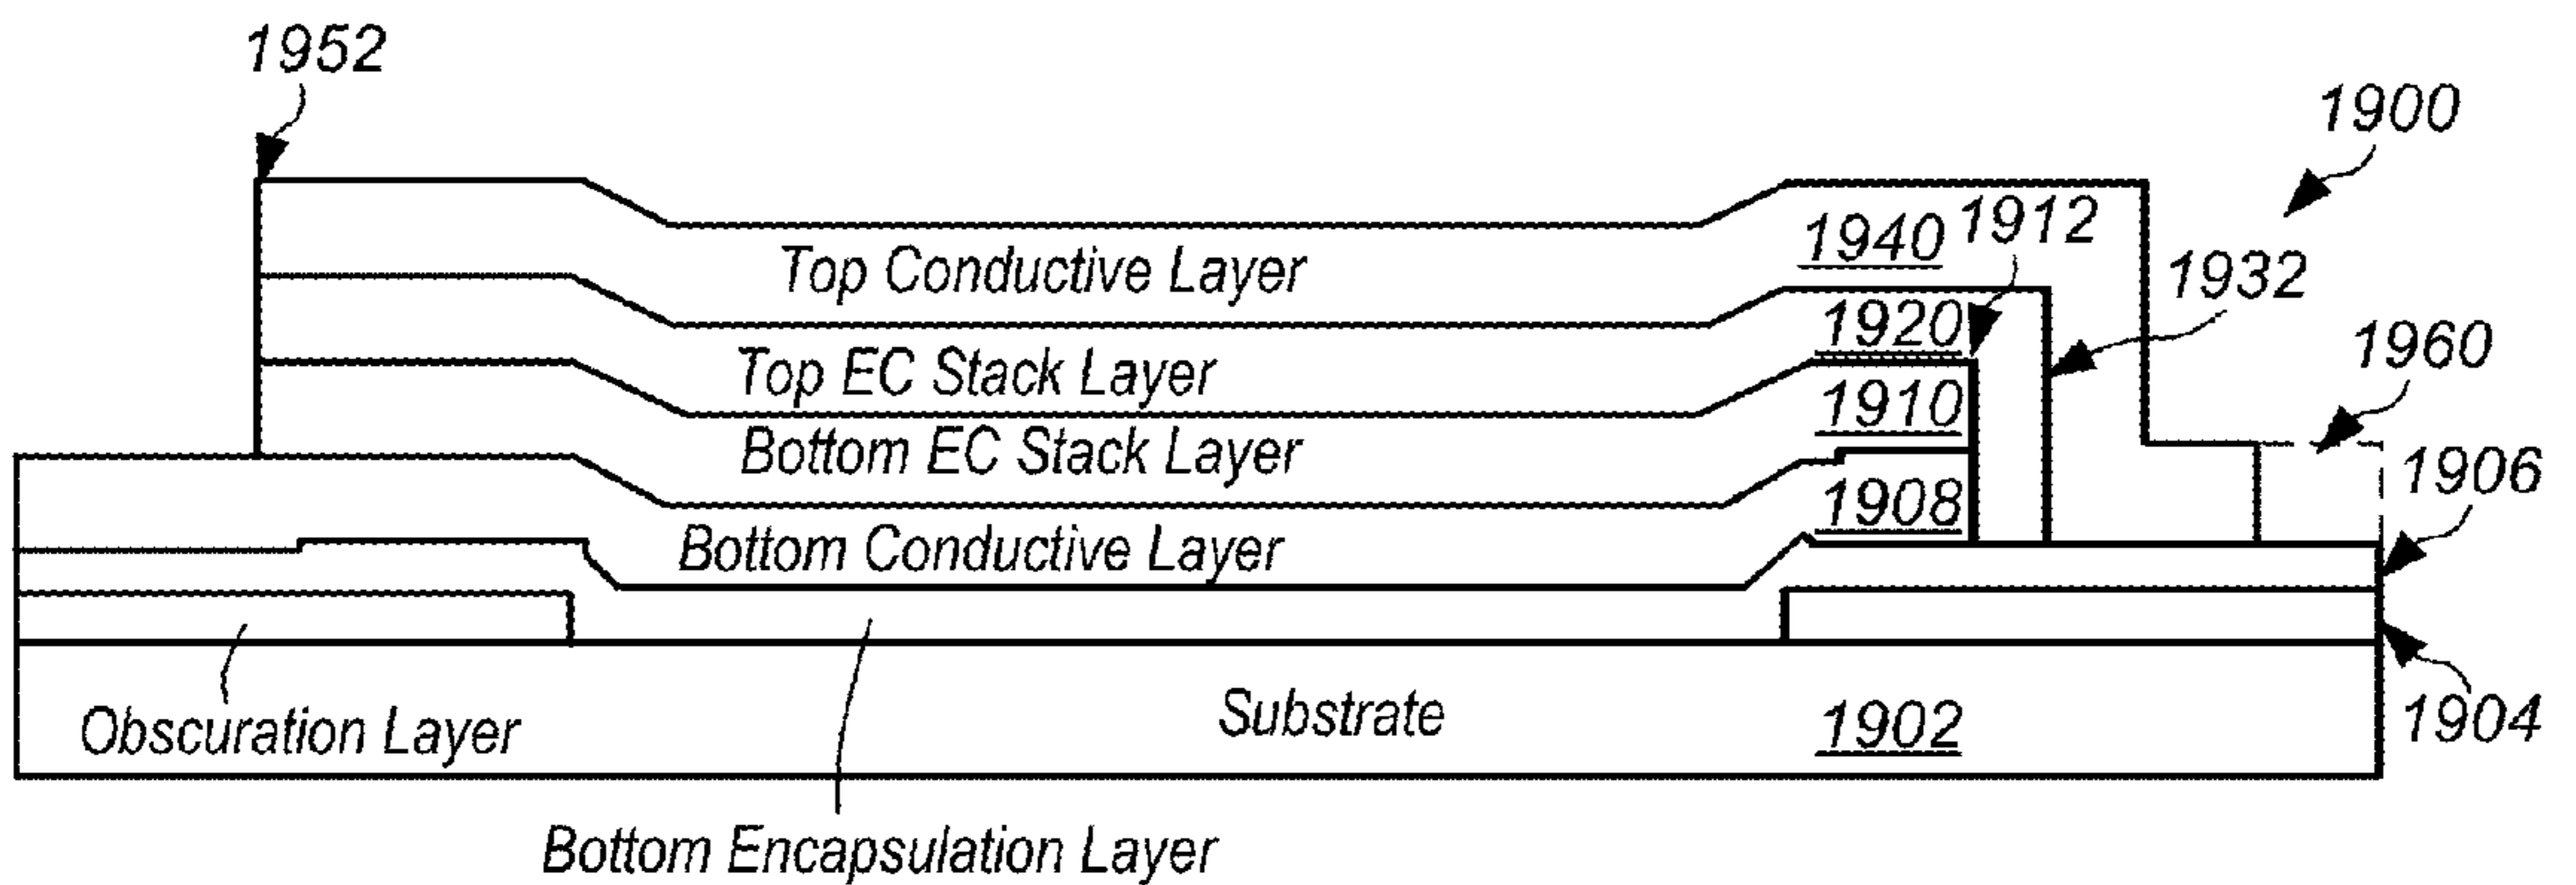 1952
1900
1940
1912
Top Conductive Layer
1932
1920
1960
Top EC Stack Layer
1910
Bottom EC Stack Layer
1906
1908
Bottom Conductive Layer
Obscuration Layer
Substrate
1902
1904
Bottom Encapsulation Layer